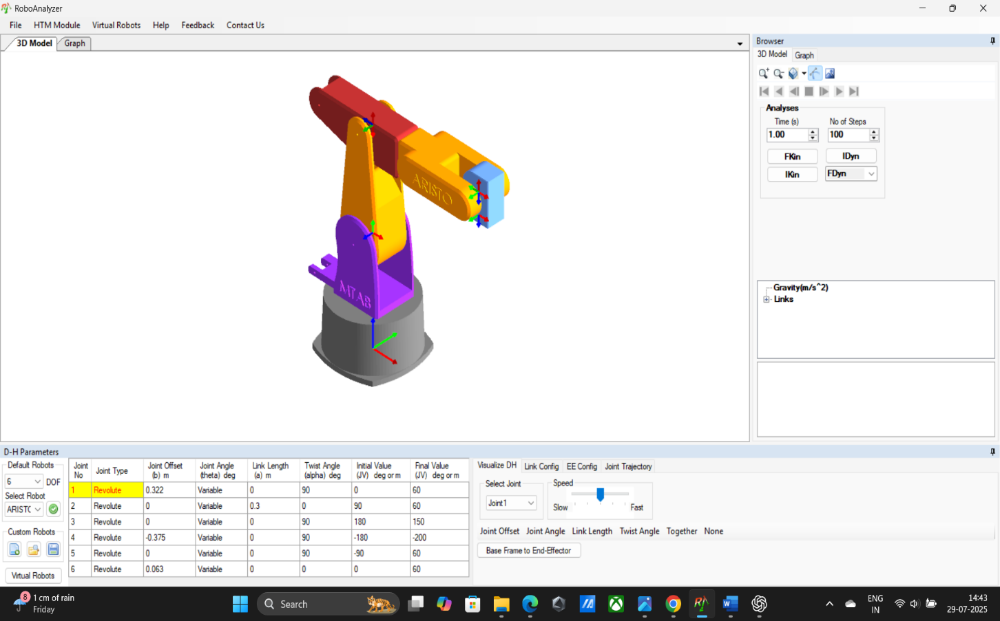 RoboAnalyzer
File HTM Module Virtual Robots Help Feedback Contact Us
3D Model Graph
Browser
3D Model Graph
Analyses
Time (s) No of Steps
1.00 100
FKin IDyn
IKin FDyn
Gravity(m/s^2)
Links
ARISTO
MTAB
D-H Parameters
Default Robots
6 DOF
Select Robot
ARISTC
Custom Robots
Virtual Robots
Joint No Joint Type Joint Offset (b) m Joint Angle (theta) deg Link Length (a) m Twist Angle (alpha) deg Initial Value (JV) deg or m Final Value (JV) deg or m
1 Revolute 0.322 Variable 0 90 0 60
2 Revolute 0 Variable 0.3 0 90 60
3 Revolute 0 Variable 0 90 180 150
4 Revolute -0.375 Variable 0 90 -180 -200
5 Revolute 0 Variable 0 90 -90 60
6 Revolute 0.063 Variable 0 0 0 60
Visualize DH Link Config EE Config Joint Trajectory
Select Joint Speed
Joint1
Slow Fast
Joint Offset Joint Angle Link Length Twist Angle Together None
Base Frame to End-Effector
8
1 cm of rain
Friday
Search
ENG
IN
14:43
29-07-2025